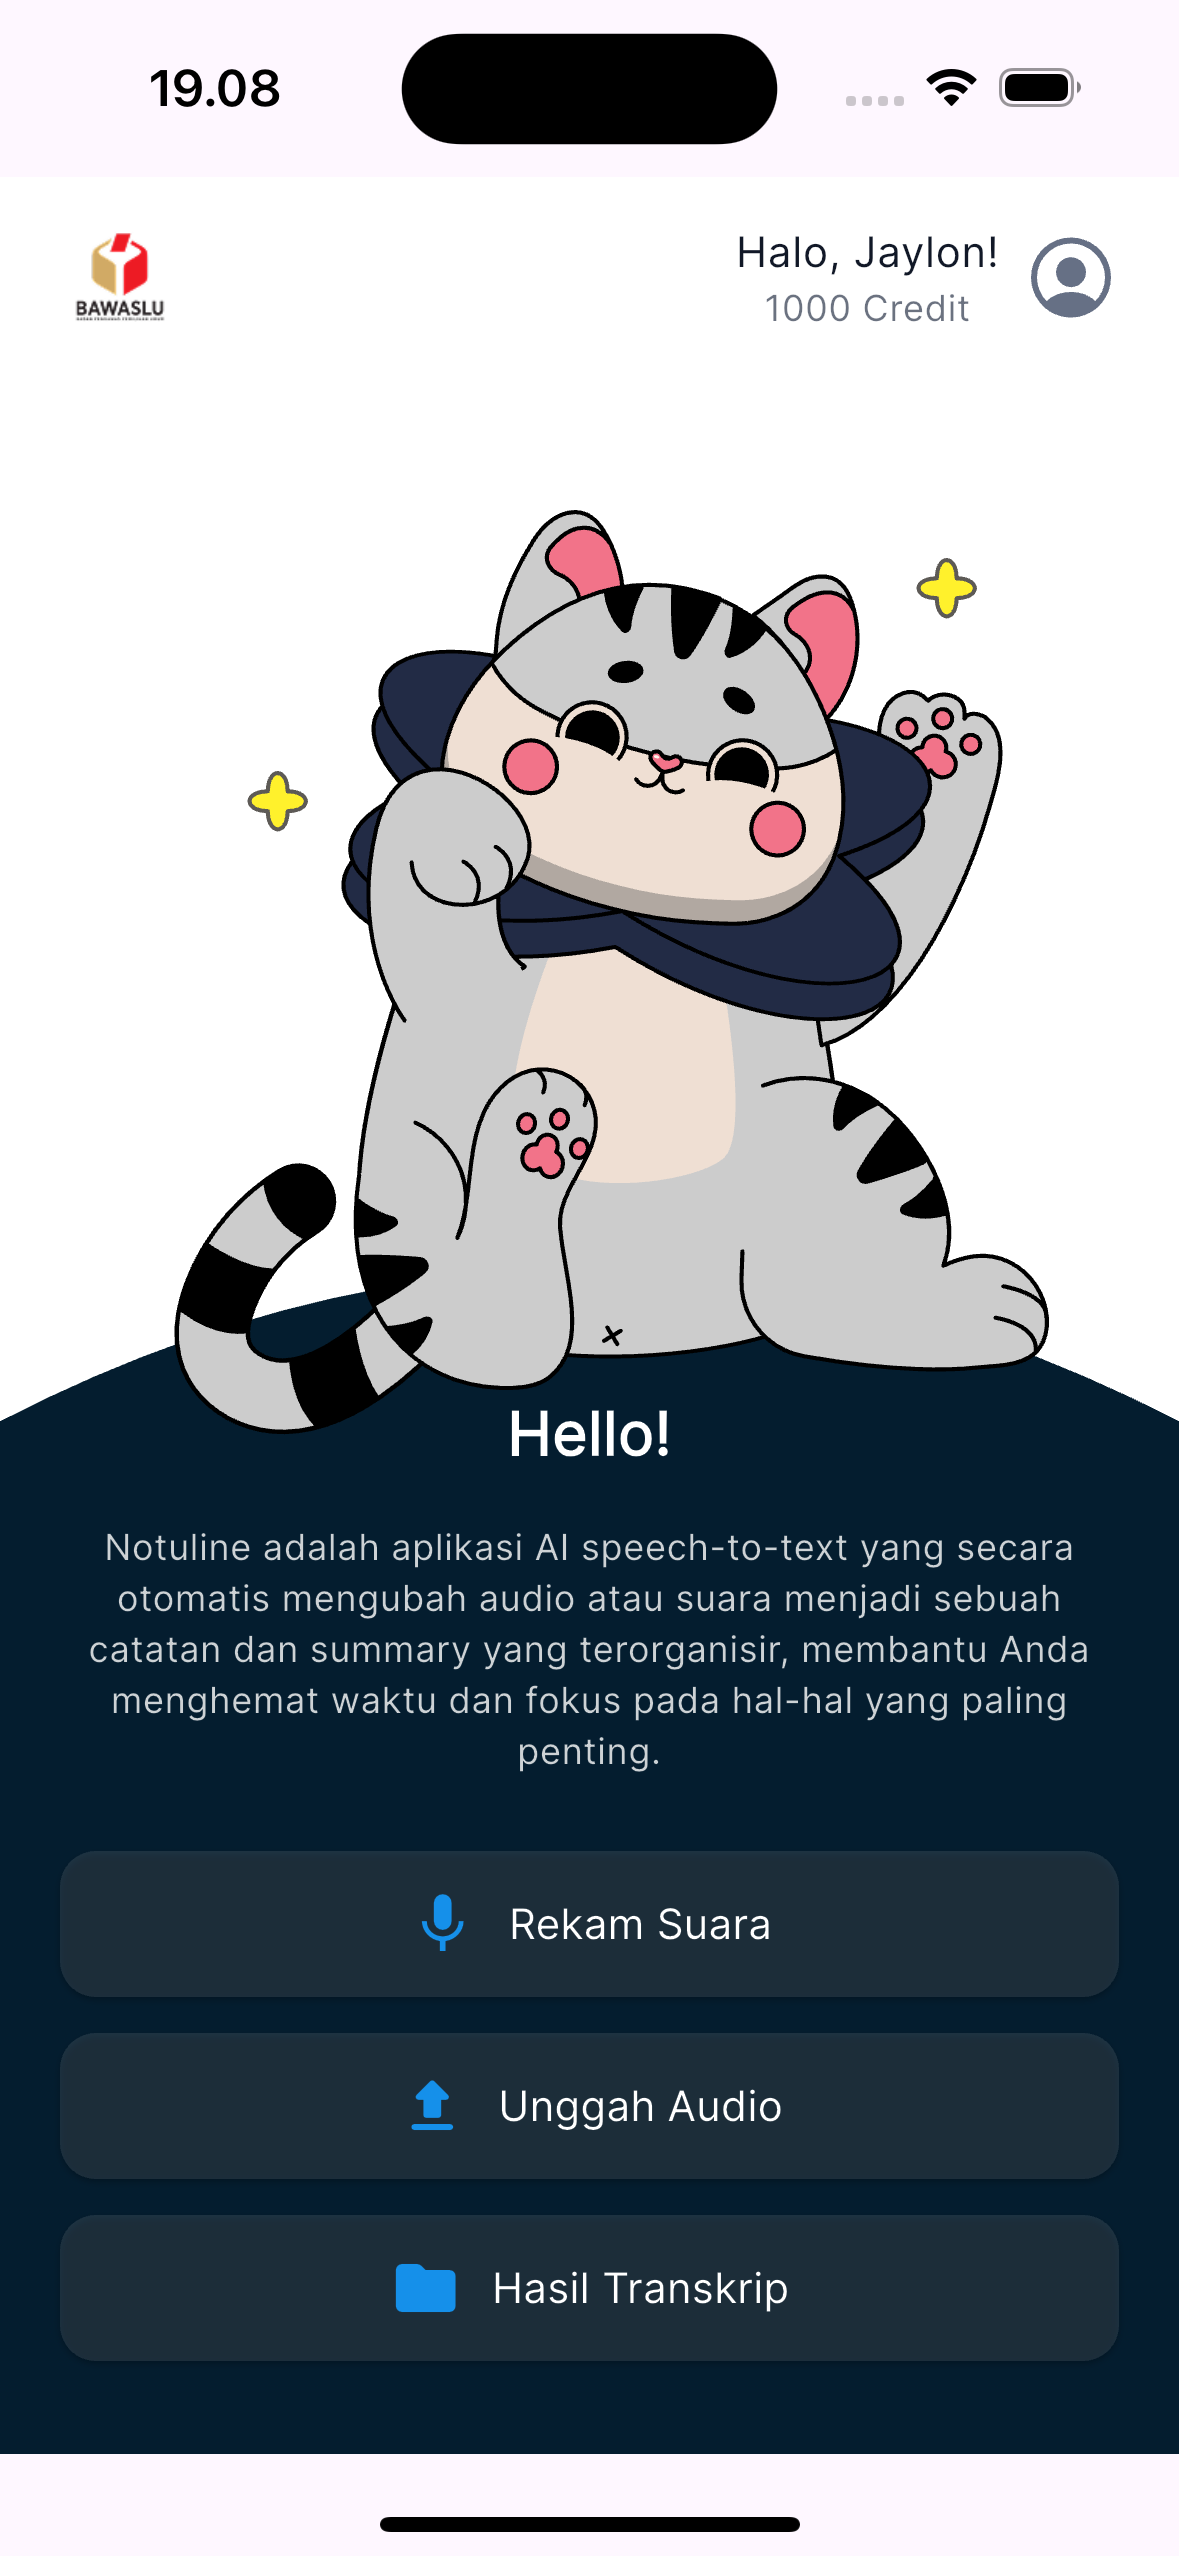 19.08
BAWASLU
Halo, Jaylon!
1000 Credit
Hello!
Notuline adalah aplikasi AI speech-to-text yang secara
otomatis mengubah audio atau suara menjadi sebuah
catatan dan summary yang terorganisir, membantu Anda
menghemat waktu dan fokus pada hal-hal yang paling
penting.
Rekam Suara
Unggah Audio
Hasil Transkrip